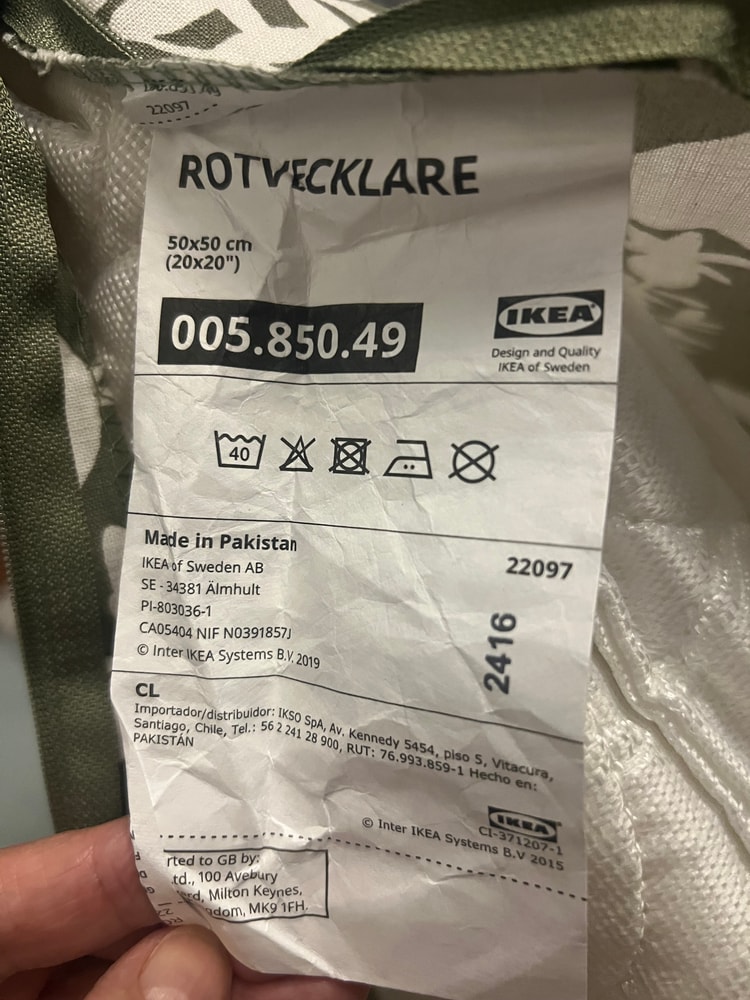 22097
ROTVECKLARE
50x50 cm
(20x20")
005.850.49
IKEA
Design and Quality
IKEA of Sweden
40
Made in Pakistan
IKEA of Sweden AB
SE - 34381 Älmhult
PI-803036-1
CA05404 NIF N0391857J
© Inter IKEA Systems B.V. 2019
22097
2416
CL
Importador/distribuidor: IKSO SpA, Av. Kennedy 5454, piso 5, Vitacura,
Santiago, Chile, Tel.: 56 2 241 28 900, RUT: 76.993.859-1 Hecho en:
PAKISTÁN
IKEA
CI-371207-1
© Inter IKEA Systems B.V 2015
rted to GB by:
td., 100 Avebury
rd, Milton Keynes,
gdom, MK9 1FH.